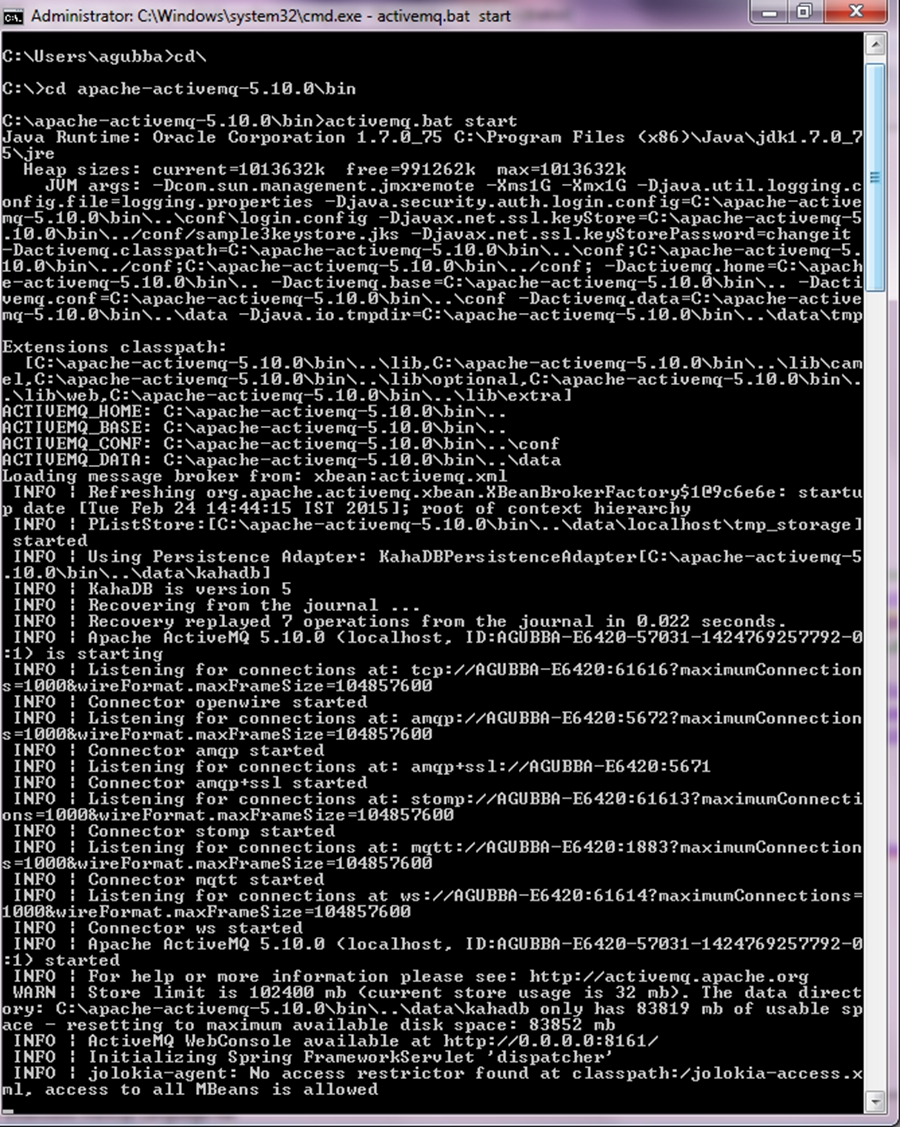 Administrator: C:\Windows\system32\cmd.exe - activemq.bat  start
C:\Users\agubba>cd\
C:\>cd apache-activemq-5.10.0\bin
C:\apache-activemq-5.10.0\bin>activemq.bat start
Java Runtime: Oracle Corporation 1.7.0_75 C:\Program Files (x86)\Java\jdk1.7.0_7
5\jre
  Heap sizes: current=1013632k  free=991262k  max=1013632k
    JVM args: -Dcom.sun.management.jmxremote -Xms1G -Xmx1G -Djava.util.logging.c
onfig.file=logging.properties -Djava.security.auth.login.config=C:\apache-active
mq-5.10.0\bin\..\conf\login.config -Djavax.net.ssl.keyStore=C:\apache-activemq-5
.10.0\bin\../conf/sample3keystore.jks -Djavax.net.ssl.keyStorePassword=changeit
-Dactivemq.classpath=C:\apache-activemq-5.10.0\bin\..\conf;C:\apache-activemq-5.
10.0\bin\../conf;C:\apache-activemq-5.10.0\bin\../conf; -Dactivemq.home=C:\apach
e-activemq-5.10.0\bin\.. -Dactivemq.base=C:\apache-activemq-5.10.0\bin\.. -Dacti
vemq.conf=C:\apache-activemq-5.10.0\bin\..\conf -Dactivemq.data=C:\apache-active
mq-5.10.0\bin\..\data -Djava.io.tmpdir=C:\apache-activemq-5.10.0\bin\..\data\tmp
Extensions classpath:
  [C:\apache-activemq-5.10.0\bin\..\lib,C:\apache-activemq-5.10.0\bin\..\lib\cam
el,C:\apache-activemq-5.10.0\bin\..\lib\optional,C:\apache-activemq-5.10.0\bin\.
.\lib\web,C:\apache-activemq-5.10.0\bin\..\lib\extra]
ACTIVEMQ_HOME: C:\apache-activemq-5.10.0\bin\..
ACTIVEMQ_BASE: C:\apache-activemq-5.10.0\bin\..
ACTIVEMQ_CONF: C:\apache-activemq-5.10.0\bin\..\conf
ACTIVEMQ_DATA: C:\apache-activemq-5.10.0\bin\..\data
Loading message broker from: xbean:activemq.xml
 INFO | Refreshing org.apache.activemq.xbean.XBeanBrokerFactory$1@9c6e6e: startu
p date [Tue Feb 24 14:44:15 IST 2015]; root of context hierarchy
 INFO | PListStore:[C:\apache-activemq-5.10.0\bin\..\data\localhost\tmp_storage]
 started
 INFO | Using Persistence Adapter: KahaDBPersistenceAdapter[C:\apache-activemq-5
.10.0\bin\..\data\kahadb]
 INFO | KahaDB is version 5
 INFO | Recovering from the journal ...
 INFO | Recovery replayed 7 operations from the journal in 0.022 seconds.
 INFO | Apache ActiveMQ 5.10.0 (localhost, ID:AGUBBA-E6420-57031-1424769257792-0
:1) is starting
 INFO | Listening for connections at: tcp://AGUBBA-E6420:61616?maximumConnection
s=1000&wireFormat.maxFrameSize=104857600
 INFO | Connector openwire started
 INFO | Listening for connections at: amqp://AGUBBA-E6420:5672?maximumConnection
s=1000&wireFormat.maxFrameSize=104857600
 INFO | Connector amqp started
 INFO | Listening for connections at: amqp+ssl://AGUBBA-E6420:5671
 INFO | Connector amqp+ssl started
 INFO | Listening for connections at: stomp://AGUBBA-E6420:61613?maximumConnecti
ons=1000&wireFormat.maxFrameSize=104857600
 INFO | Connector stomp started
 INFO | Listening for connections at: mqtt://AGUBBA-E6420:1883?maximumConnection
s=1000&wireFormat.maxFrameSize=104857600
 INFO | Connector mqtt started
 INFO | Listening for connections at ws://AGUBBA-E6420:61614?maximumConnections=
1000&wireFormat.maxFrameSize=104857600
 INFO | Connector ws started
 INFO | Apache ActiveMQ 5.10.0 (localhost, ID:AGUBBA-E6420-57031-1424769257792-0
:1) started
 INFO | For help or more information please see: http://activemq.apache.org
 WARN | Store limit is 102400 mb (current store usage is 32 mb). The data direct
ory: C:\apache-activemq-5.10.0\bin\..\data\kahadb only has 83819 mb of usable sp
ace - resetting to maximum available disk space: 83852 mb
 INFO | ActiveMQ WebConsole available at http://0.0.0.0:8161/
 INFO | Initializing Spring FrameworkServlet 'dispatcher'
 INFO | jolokia-agent: No access restrictor found at classpath:/jolokia-access.x
ml, access to all MBeans is allowed